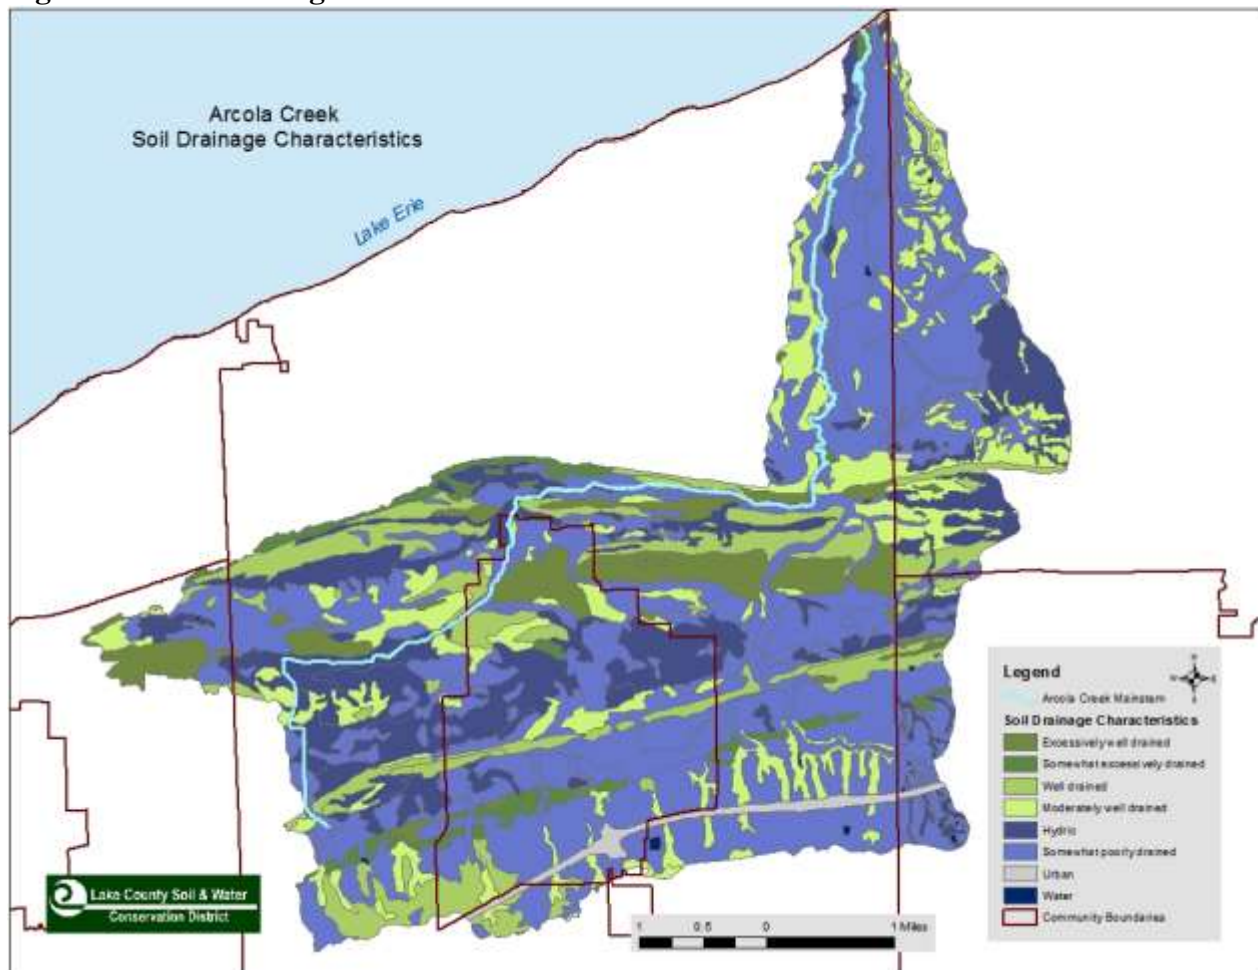 Arcola Creek
Soil Drainage Characteristics
Lake Erie
Legend
Arcola Creek Mainstem
Soil Drainage Characteristics
Excessively well drained
Somewhat excessively drained
Well drained
Moderately well drained
Hydric
Somewhat poorly drained
Urban
Water
Community Boundaries
Lake County Soil & Water
Conservation District
1 0.5 0 1 Miles